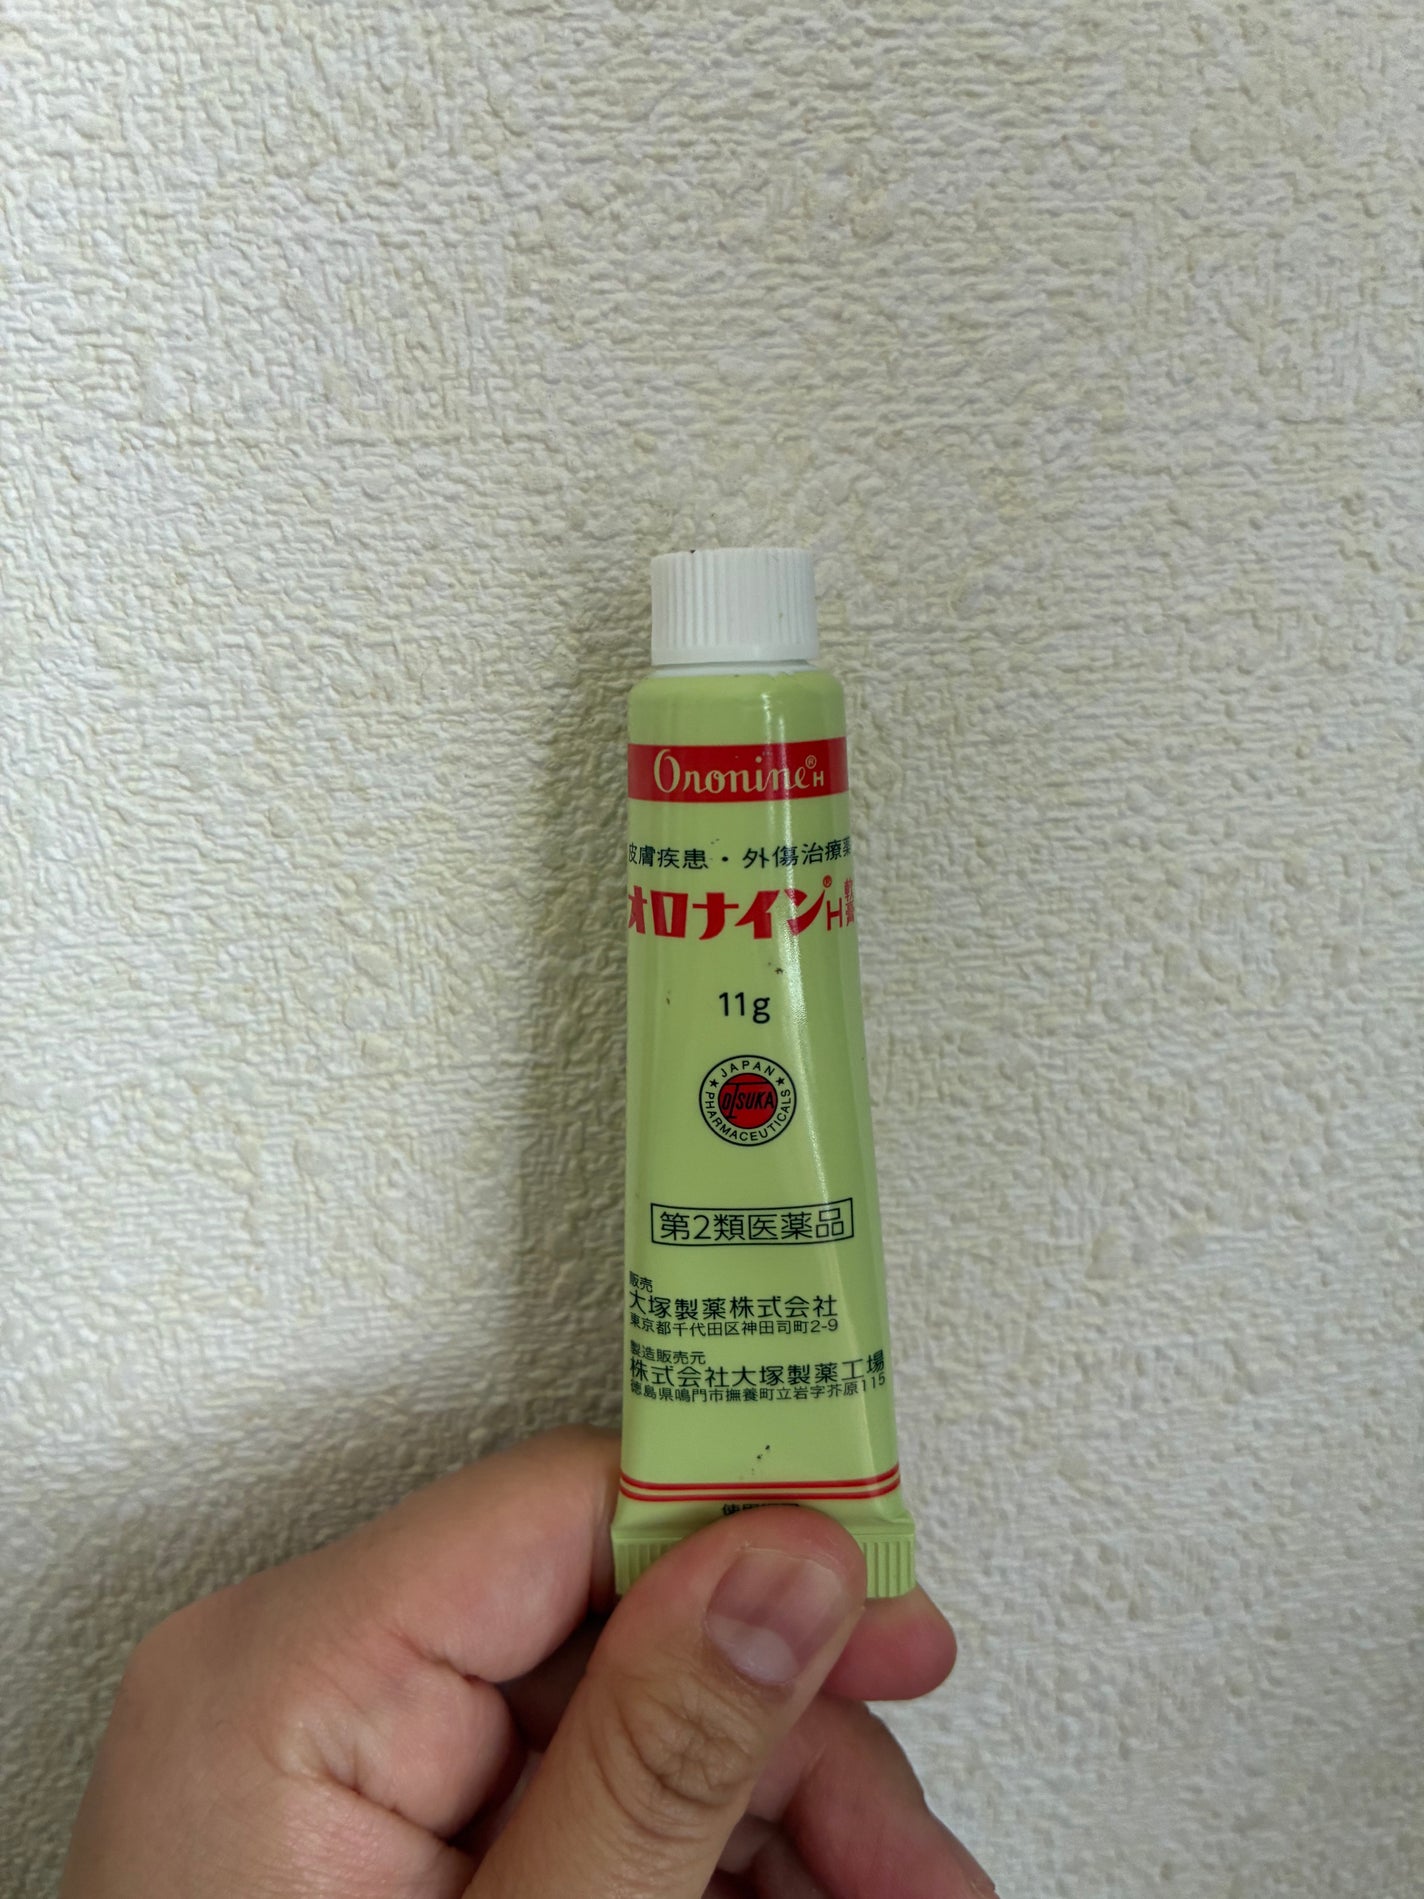 Oronine®H
皮膚疾患・外傷治療薬
オロナイン®H軟膏
11g
JAPAN
OTSUKA
PHARMACEUTICALS
第2類医薬品
販売
大塚製薬株式会社
東京都千代田区神田司町2-9
製造販売元
株式会社大塚製薬工場
徳島県鳴門市撫養町立岩字芥原115